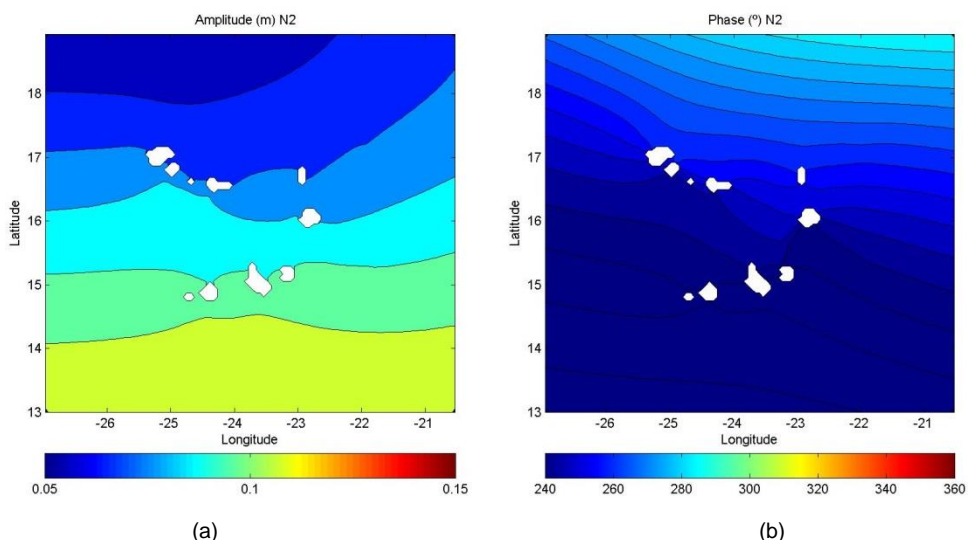 Amplitude (m) N2
18
17
16
15
14
13
Latitude
-26 -25 -24 -23 -22 -21
Longitude
0.05 0.1 0.15
(a)
Phase (º) N2
18
17
16
15
14
13
Latitude
-26 -25 -24 -23 -22 -21
Longitude
240 260 280 300 320 340 360
(b)